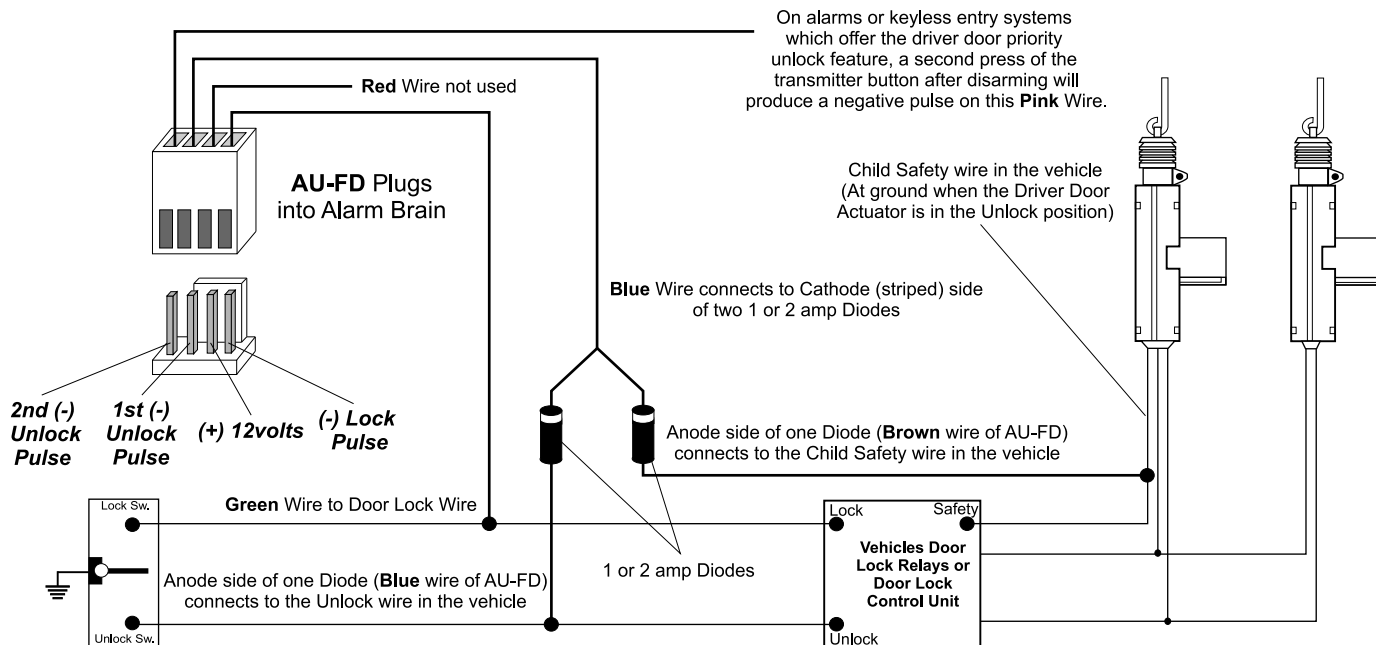 On alarms or keyless entry systems
which offer the driver door priority
unlock feature, a second press of the
transmitter button after disarming will
produce a negative pulse on this Pink Wire.
Red Wire not used
AU-FD Plugs
into Alarm Brain
Child Safety wire in the vehicle
(At ground when the Driver Door
Actuator is in the Unlock position)
Blue Wire connects to Cathode (striped) side
of two 1 or 2 amp Diodes
2nd (-)
Unlock
Pulse
1st (-)
Unlock
Pulse
(+) 12volts
(-) Lock
Pulse
Anode side of one Diode (Brown wire of AU-FD)
connects to the Child Safety wire in the vehicle
Lock Sw.
Green Wire to Door Lock Wire
Lock
Safety
Vehicles Door
Lock Relays or
Door Lock
Control Unit
1 or 2 amp Diodes
Anode side of one Diode (Blue wire of AU-FD)
connects to the Unlock wire in the vehicle
Unlock Sw.
Unlock